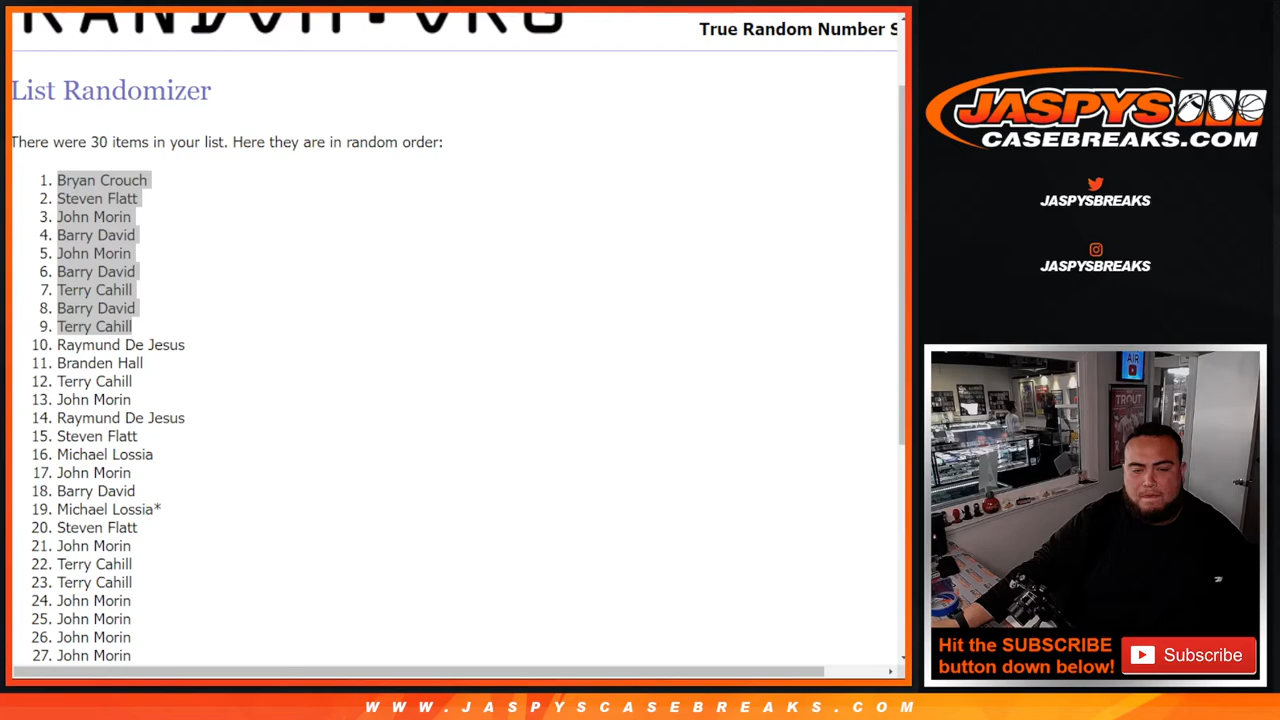 RANDOM.ORG
True Random Number S
List Randomizer
There were 30 items in your list. Here they are in random order:
1. Bryan Crouch
2. Steven Flatt
3. John Morin
4. Barry David
5. John Morin
6. Barry David
7. Terry Cahill
8. Barry David
9. Terry Cahill
10. Raymund De Jesus
11. Branden Hall
12. Terry Cahill
13. John Morin
14. Raymund De Jesus
15. Steven Flatt
16. Michael Lossia
17. John Morin
18. Barry David
19. Michael Lossia*
20. Steven Flatt
21. John Morin
22. Terry Cahill
23. Terry Cahill
24. John Morin
25. John Morin
26. John Morin
27. John Morin
JASPYS
CASEBREAKS.COM
JASPYSBREAKS
JASPYSBREAKS
AIR
TROUT
Hit the SUBSCRIBE
button down below!
Subscribe
WWW.JASPYSCASEBREAKS.COM